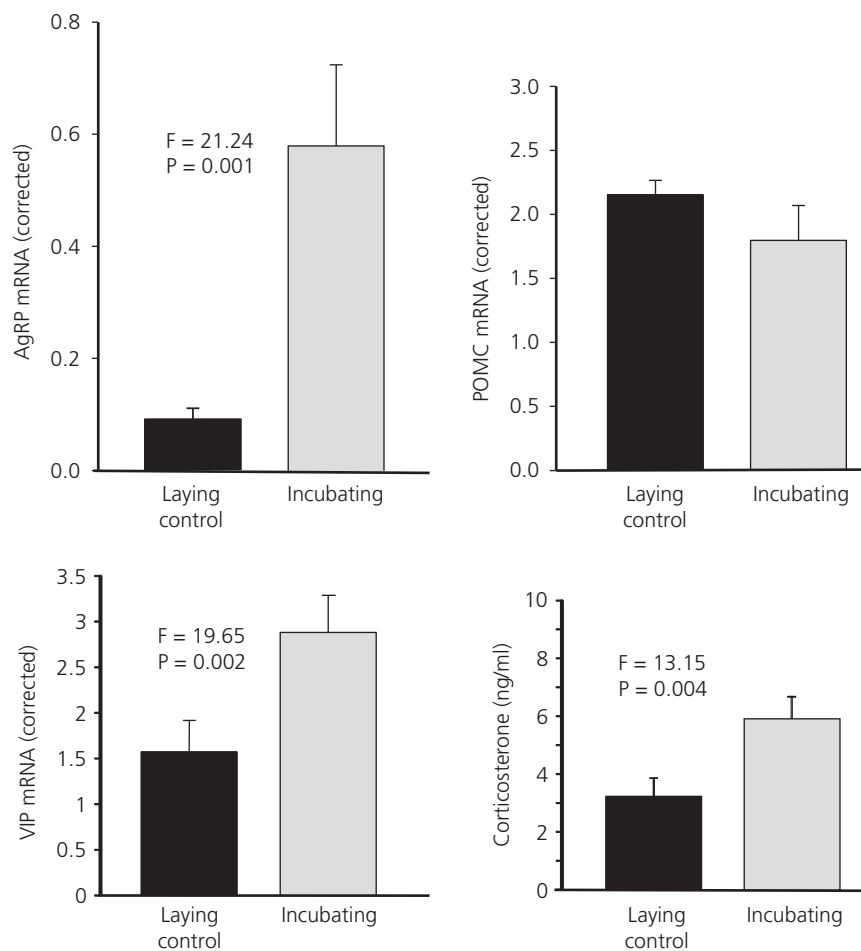 AgRP mRNA (corrected)
0.8
0.6
0.4
0.2
0.0
F = 21.24
P = 0.001
Laying
control
Incubating
POMC mRNA (corrected)
3.0
2.5
2.0
1.5
1.0
0.5
0.0
Laying
control
Incubating
VIP mRNA (corrected)
3.5
3
2.5
2
1.5
1
0.5
0
F = 19.65
P = 0.002
Laying
control
Incubating
Corticosterone (ng/ml)
10
8
6
4
2
0
F = 13.15
P = 0.004
Laying
control
Incubating